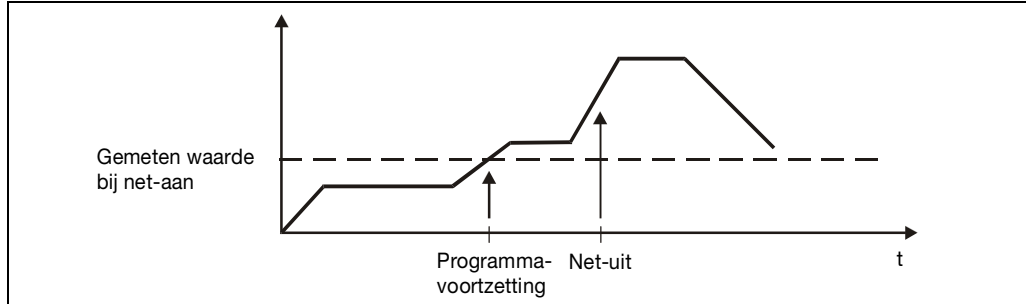 Gemeten waarde
bij net-aan
Programma-
voortzetting
Net-uit
t